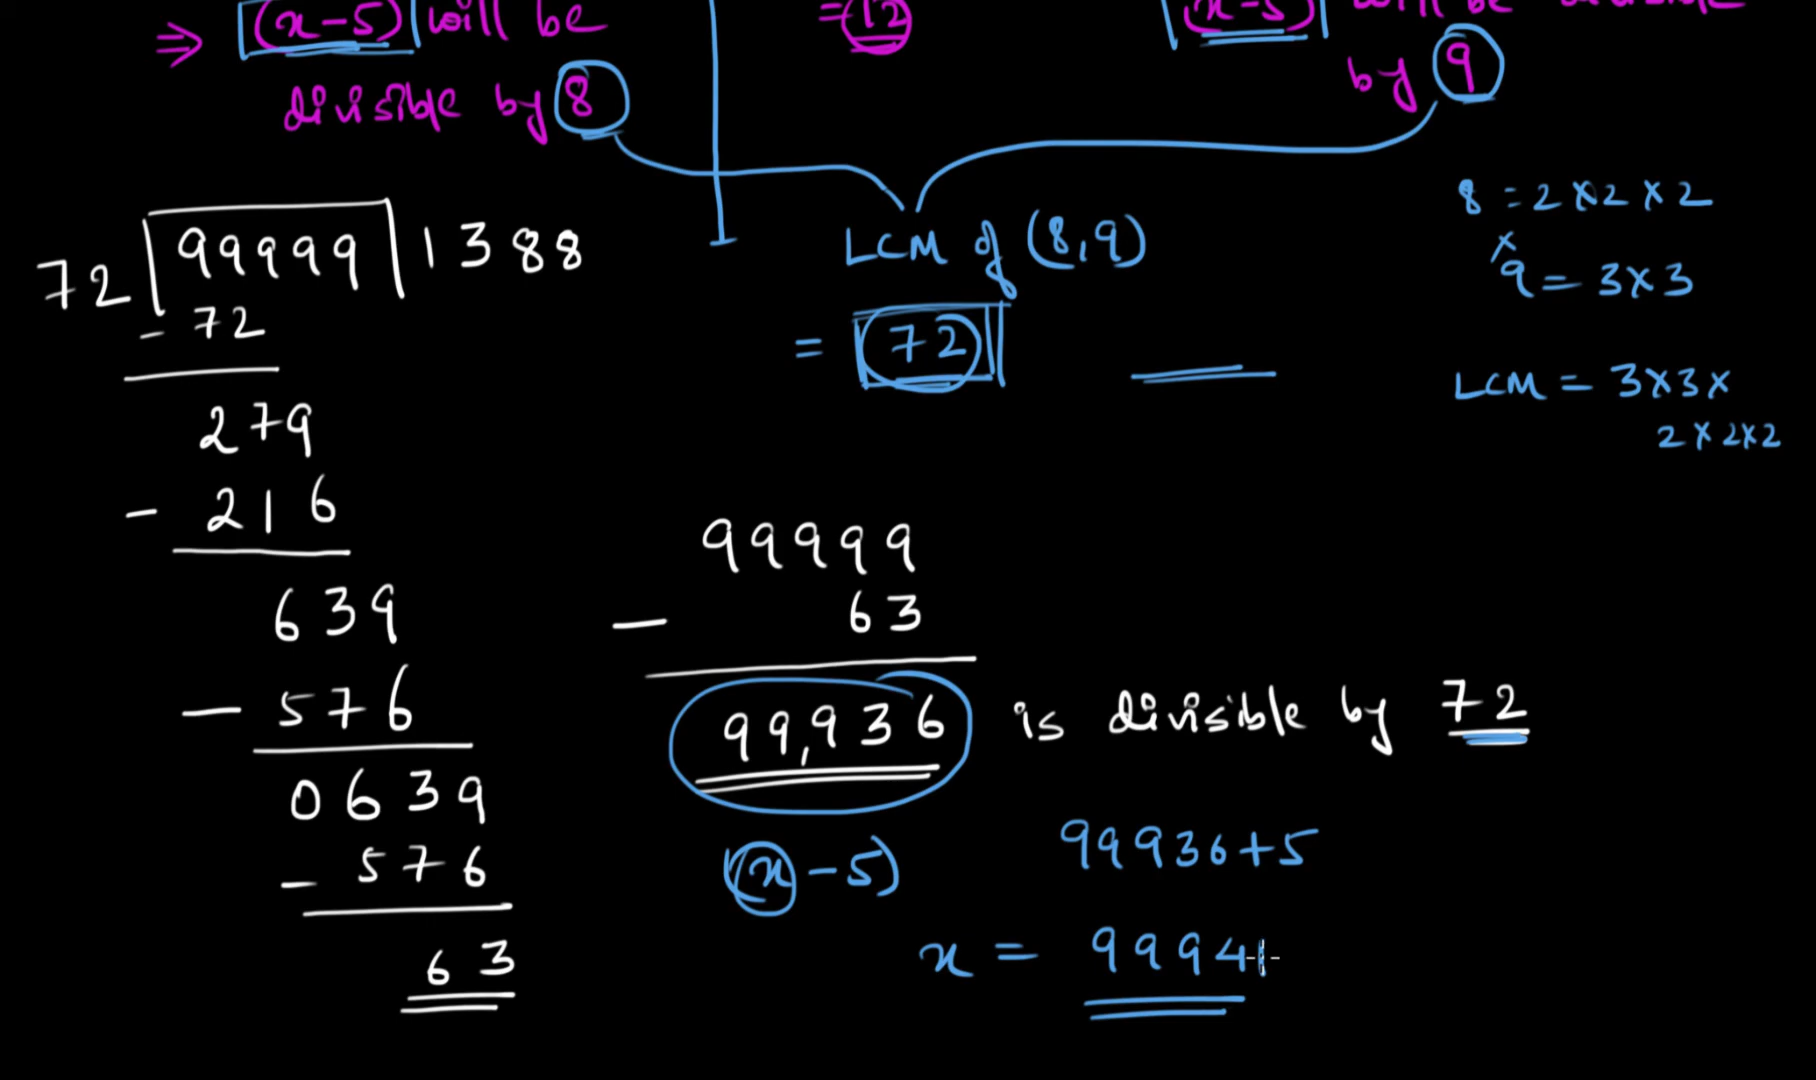 ⇒ (x-5) will be
divisible by 8
= 12
(x-5) will be divisible
by 9
72 99999 1388
- 72
279
- 216
639
- 576
0639
- 576
63
LCM of (8,9)
= 72
8 = 2×2×2
× 9 = 3×3
LCM = 3×3×
2×2×2
99999
- 63
99,936 is divisible by 72
(x-5) 99936+5
x = 99941